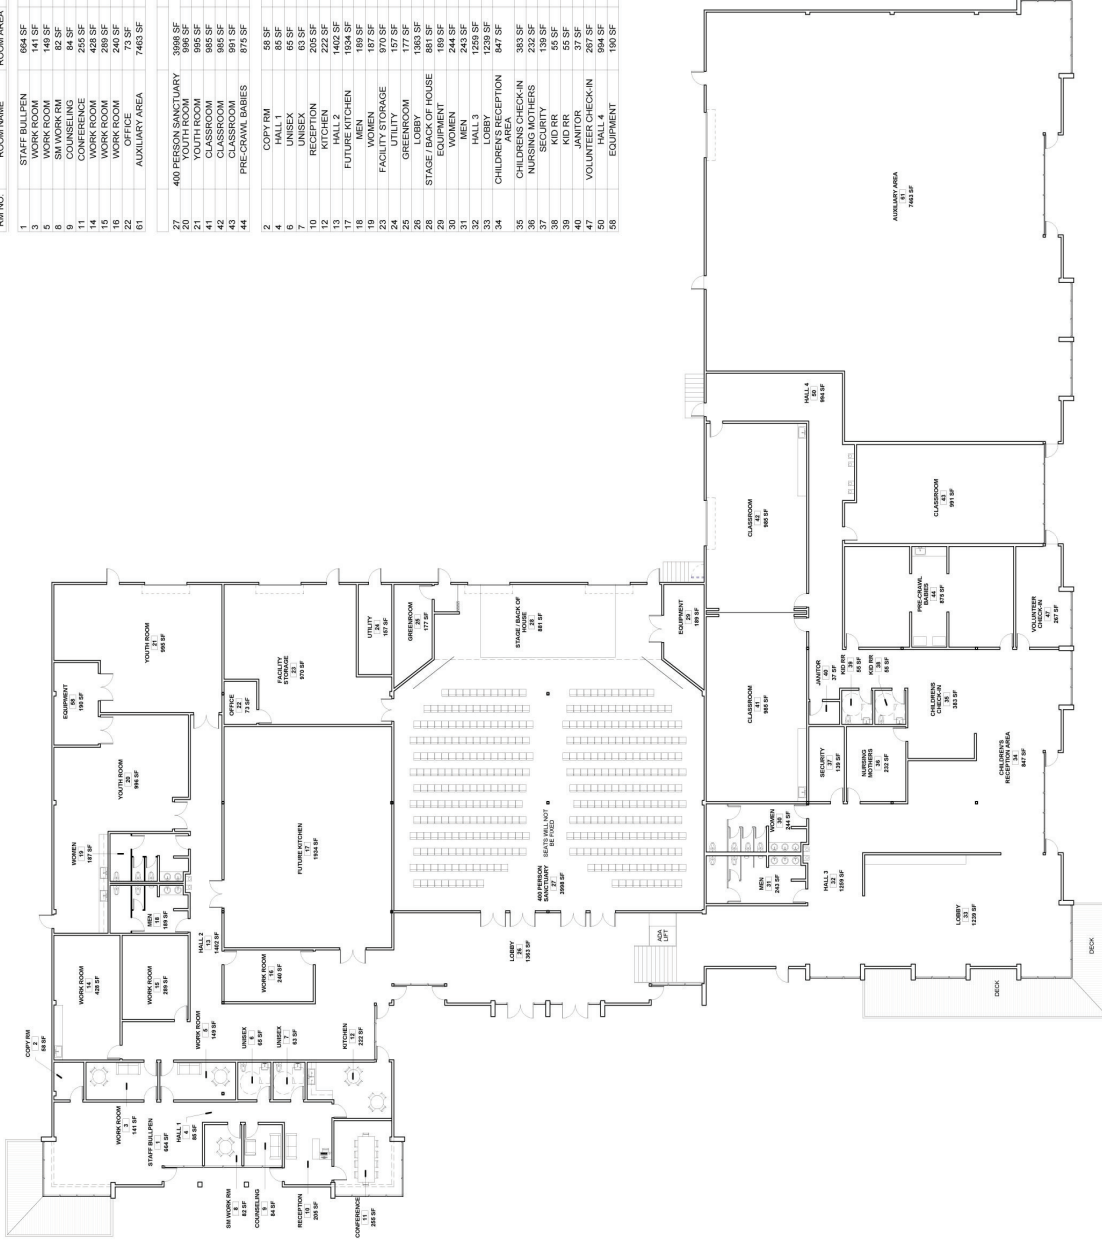 RM NO. ROOM NAME ROOM AREA
1 STAFF BULLPEN 664 SF
3 WORK ROOM 141 SF
5 WORK ROOM 149 SF
8 SM WORK RM 82 SF
9 COUNSELING 84 SF
11 CONFERENCE 255 SF
14 WORK ROOM 428 SF
15 WORK ROOM 289 SF
16 WORK ROOM 240 SF
22 OFFICE 73 SF
61 AUXILIARY AREA 7463 SF
27 400 PERSON SANCTUARY 3998 SF
20 YOUTH ROOM 996 SF
21 YOUTH ROOM 995 SF
41 CLASSROOM 985 SF
42 CLASSROOM 985 SF
43 CLASSROOM 991 SF
44 PRE-CRAWL BABIES 875 SF
2 COPY RM 58 SF
4 HALL 1 85 SF
6 UNISEX 65 SF
7 UNISEX 63 SF
10 RECEPTION 205 SF
12 KITCHEN 222 SF
13 HALL 2 1402 SF
17 FUTURE KITCHEN 1934 SF
18 MEN 189 SF
19 WOMEN 187 SF
23 FACILITY STORAGE 970 SF
24 UTILITY 157 SF
25 GREENROOM 177 SF
26 LOBBY 1363 SF
28 STAGE / BACK OF HOUSE 881 SF
29 EQUIPMENT 189 SF
30 WOMEN 244 SF
31 MEN 243 SF
32 HALL 3 1259 SF
33 LOBBY 1239 SF
34 CHILDREN'S RECEPTION 847 SF
AREA
35 CHILDRENS CHECK-IN 383 SF
36 NURSING MOTHERS 232 SF
37 SECURITY 139 SF
38 KID RR 55 SF
39 KID RR 55 SF
40 JANITOR 37 SF
47 VOLUNTEER CHECK-IN 267 SF
50 HALL 4 994 SF
58 EQUIPMENT 190 SF
COPY RM
2
58 SF
WORK ROOM
14
428 SF
WORK ROOM
15
289 SF
WORK ROOM
3
141 SF
STAFF BULLPEN
1
664 SF
HALL 1
4
85 SF
WORK ROOM
5
149 SF
UNISEX
6
65 SF
UNISEX
7
63 SF
KITCHEN
12
222 SF
SM WORK RM
8
82 SF
COUNSELING
9
84 SF
RECEPTION
10
205 SF
CONFERENCE
11
255 SF
WOMEN
19
187 SF
MEN
18
189 SF
HALL 2
13
1402 SF
WORK ROOM
16
240 SF
YOUTH ROOM
20
996 SF
EQUIPMENT
58
190 SF
YOUTH ROOM
21
995 SF
OFFICE
22
73 SF
FACILITY
STORAGE
23
970 SF
FUTURE KITCHEN
17
1934 SF
UTILITY
24
157 SF
GREENROOM
25
177 SF
STAGE / BACK OF
HOUSE
28
881 SF
EQUIPMENT
29
189 SF
400 PERSON
SANCTUARY
27
3998 SF
SEATS WILL NOT
BE FIXED
LOBBY
26
1363 SF
ADA
LIFT
MEN
31
243 SF
WOMEN
30
244 SF
HALL 3
32
1259 SF
LOBBY
33
1239 SF
DECK
DECK
CLASSROOM
41
985 SF
CLASSROOM
42
985 SF
SECURITY
37
139 SF
NURSING
MOTHERS
36
232 SF
JANITOR
40
37 SF
KID RR
39
55 SF
KID RR
38
55 SF
CHILDRENS
CHECK-IN
35
383 SF
CHILDREN'S
RECEPTION AREA
34
847 SF
PRE-CRAWL
BABIES
44
875 SF
VOLUNTEER
CHECK-IN
47
267 SF
CLASSROOM
43
991 SF
HALL 4
50
994 SF
AUXILIARY AREA
61
7463 SF